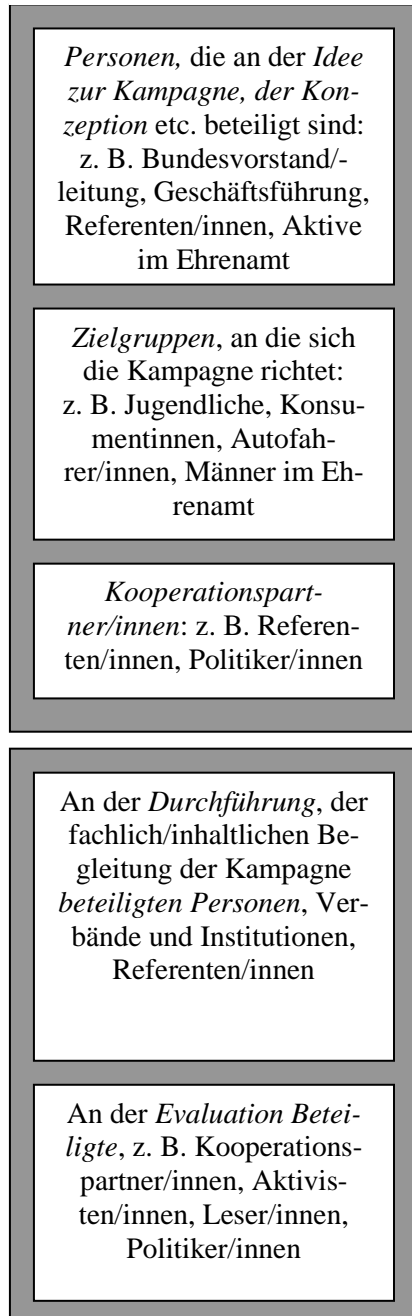 Personen, die an der Idee
zur Kampagne, der Kon-
zeption etc. beteiligt sind:
z. B. Bundesvorstand/-
leitung, Geschäftsführung,
Referenten/innen, Aktive
im Ehrenamt
Zielgruppen, an die sich
die Kampagne richtet:
z. B. Jugendliche, Konsu-
mentinnen, Autofah-
rer/innen, Männer im Eh-
renamt
Kooperationspart-
ner/innen: z. B. Referen-
ten/innen, Politiker/innen
An der Durchführung, der
fachlich/inhaltlichen Be-
gleitung der Kampagne
beteiligten Personen, Ver-
bände und Institutionen,
Referenten/innen
An der Evaluation Betei-
ligte, z. B. Kooperations-
partner/innen, Aktivis-
ten/innen, Leser/innen,
Politiker/innen